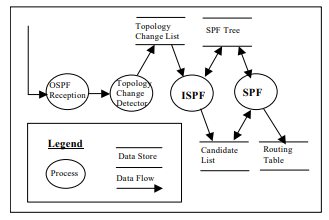 Topology
Change List
SPF Tree
OSPF
Reception
Topology
Change
Detector
ISPF
SPF
Candidate
List
Routing
Table
Legend
Process
Data Store
Data Flow